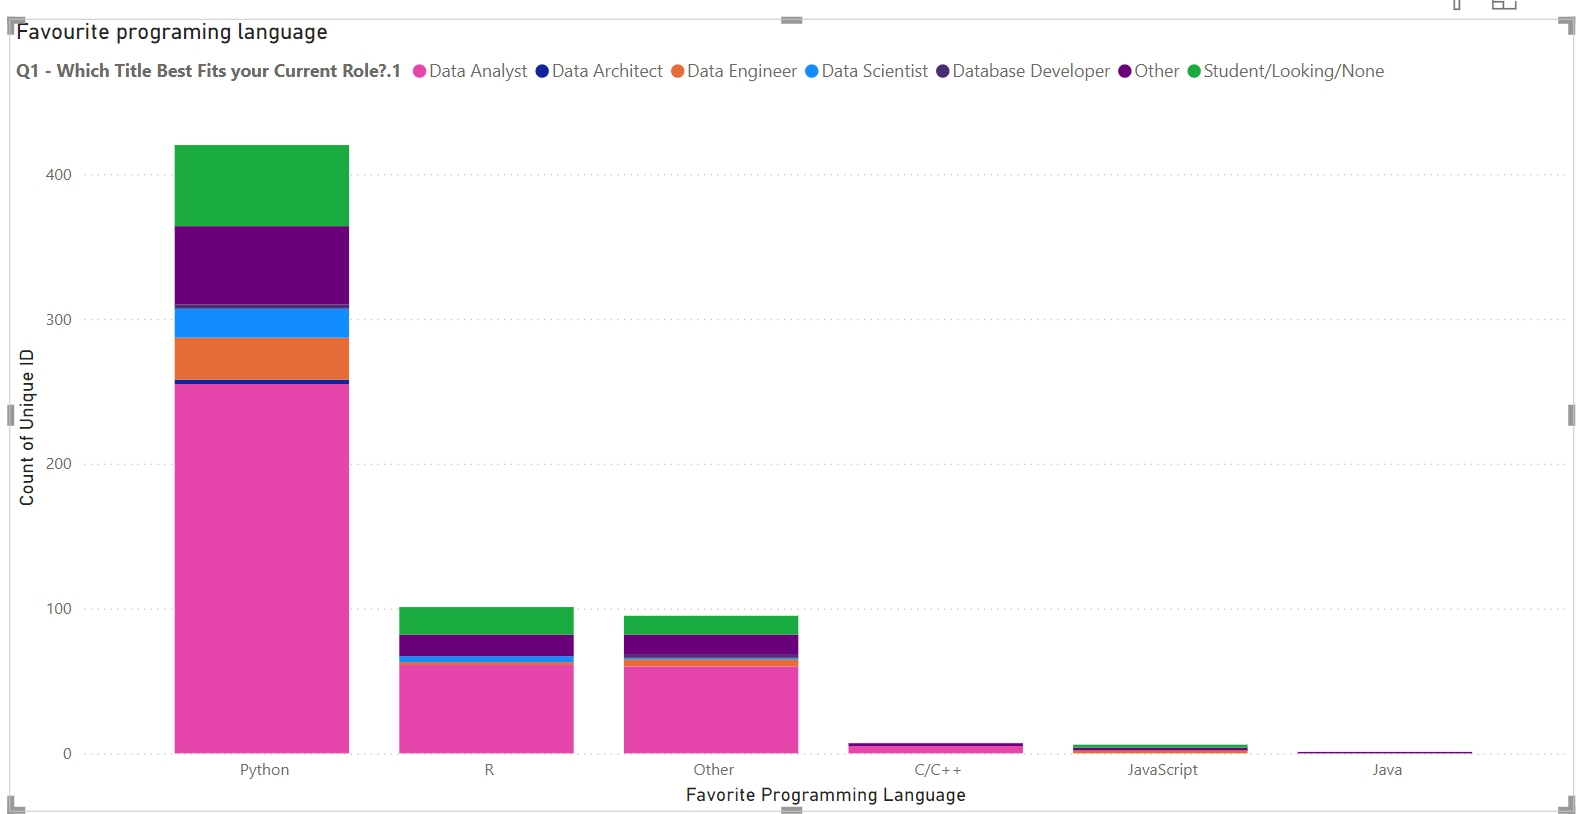 Favourite programing language
Q1 - Which Title Best Fits your Current Role?.1 Data Analyst Data Architect Data Engineer Data Scientist Database Developer Other Student/Looking/None
400
300
200
100
0
Count of Unique ID
Python R Other C/C++ JavaScript Java
Favorite Programming Language